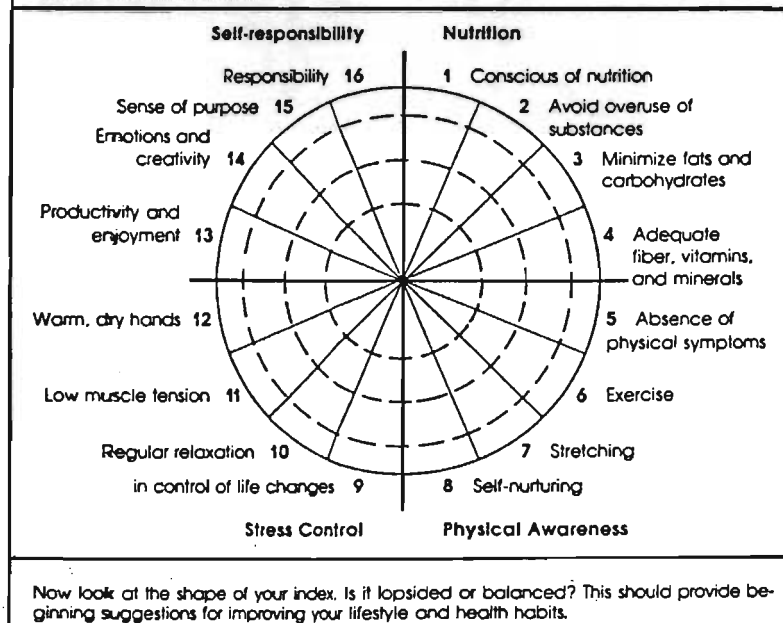 Self-responsibility
Nutrition
Responsibility 16
1 Conscious of nutrition
Sense of purpose 15
2 Avoid overuse of
substances
Emotions and
creativity 14
3 Minimize fats and
carbohydrates
Productivity and
enjoyment 13
4 Adequate
fiber, vitamins,
and minerals
Warm, dry hands 12
5 Absence of
physical symptoms
Low muscle tension 11
6 Exercise
Regular relaxation 10
7 Stretching
in control of life changes 9
8 Self-nurturing
Stress Control
Physical Awareness
Now look at the shape of your index. Is it lopsided or balanced? This should provide be-
ginning suggestions for improving your lifestyle and health habits.